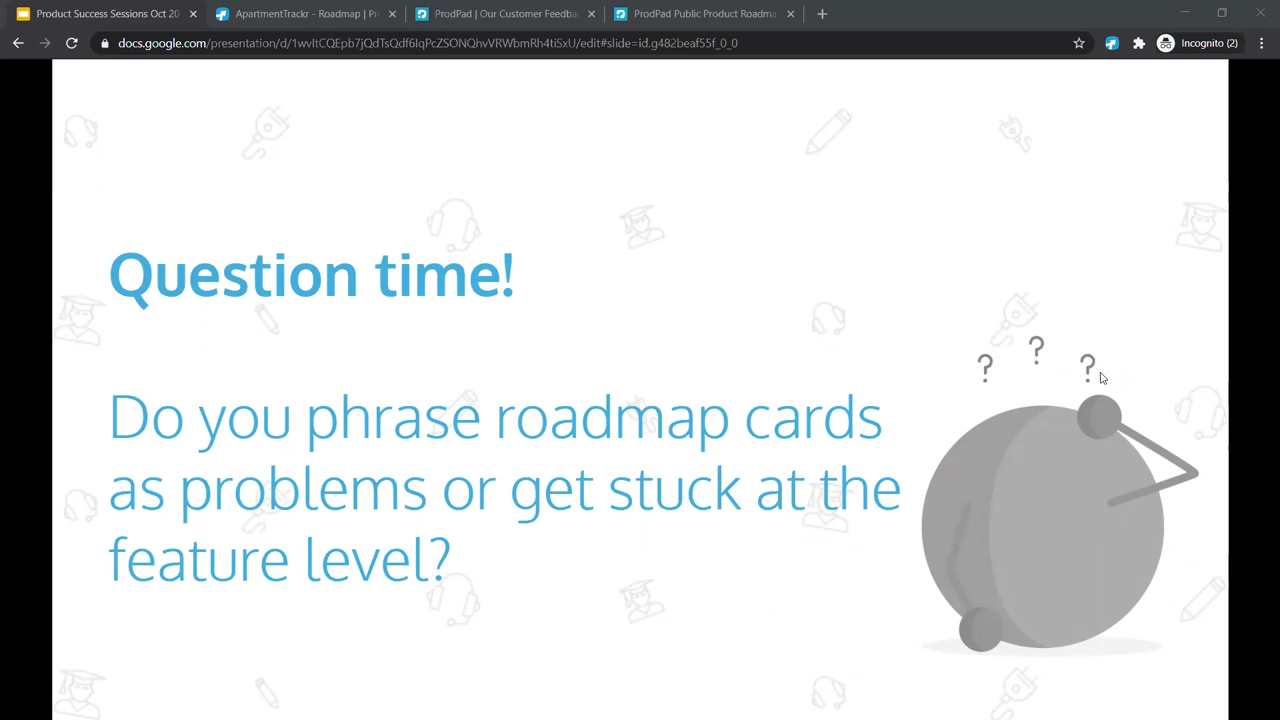 Product Success Sessions Oct 20
ApartmentTrackr - Roadmap | Pr
ProdPad | Our Customer Feedba
ProdPad Public Product Roadma
docs.google.com/presentation/d/1wvItCQEpb7jQdTsQdf6IqPcZSONQhvVRWbmRh4tiSxU/edit#slide=id.g482beaf55f_0_0
Incognito (2)
Question time!
? ? ?
Do you phrase roadmap cards
as problems or get stuck at the
feature level?